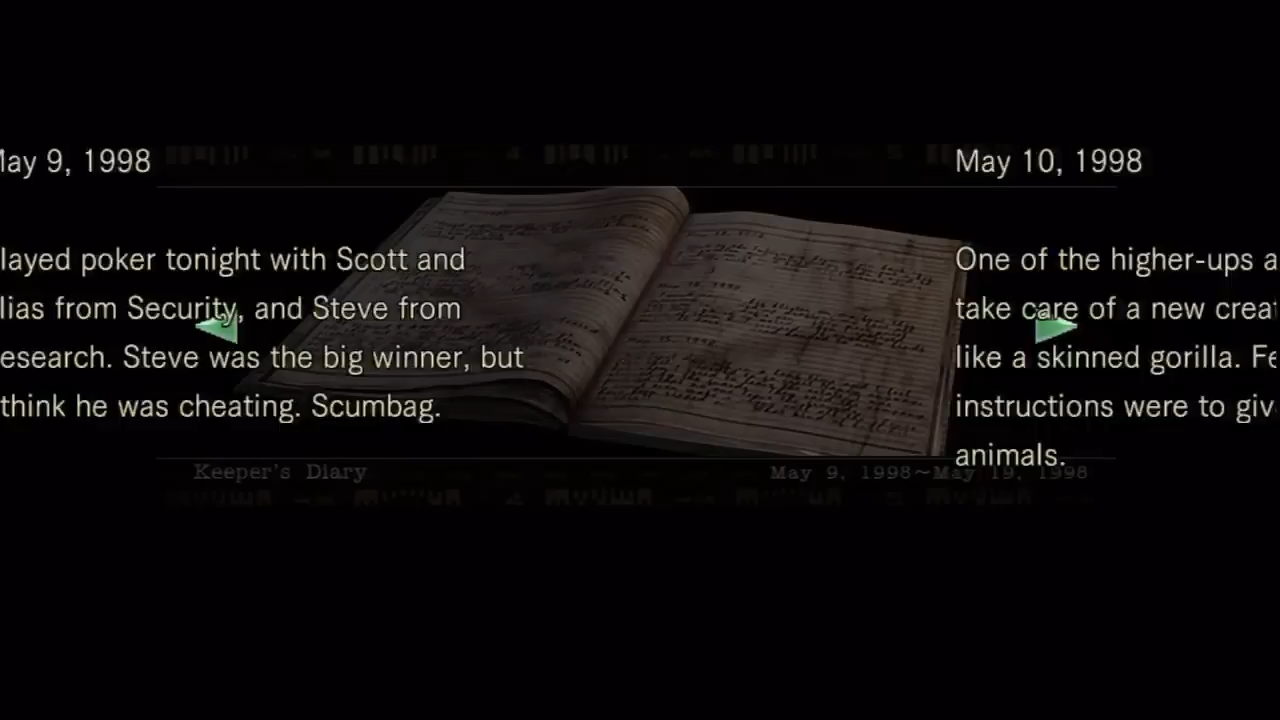 May 9, 1998
layed poker tonight with Scott and
lias from Security, and Steve from
esearch. Steve was the big winner, but
think he was cheating. Scumbag.
May 10, 1998
One of the higher-ups a
take care of a new creat
like a skinned gorilla. Fe
instructions were to giv
animals.
Keeper's Diary
May 9, 1998~May 19, 1998